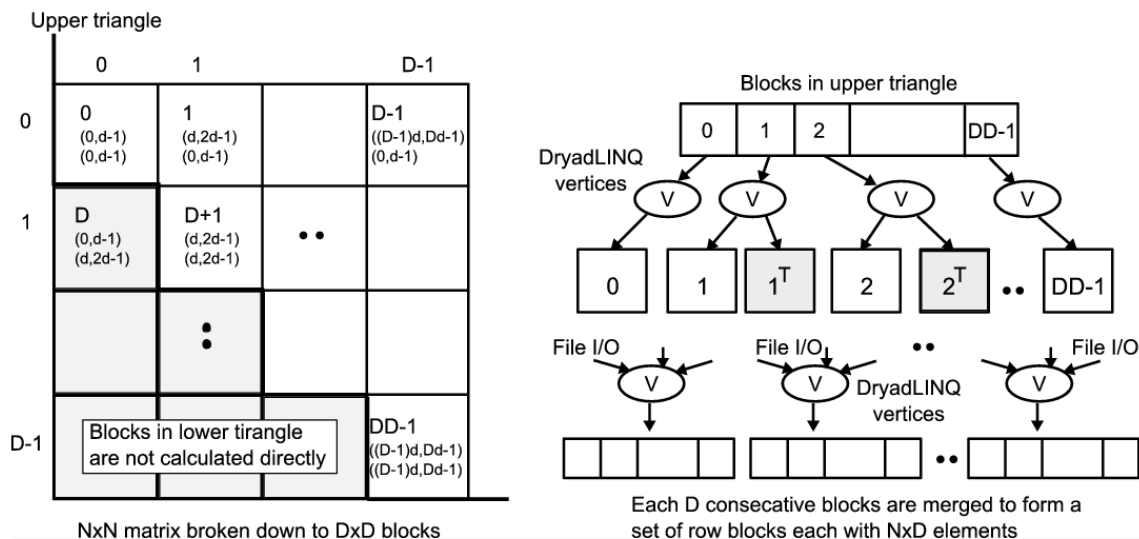 Upper triangle
0 1 D-1
0
0
(0,d-1)
(0,d-1)
1
(d,2d-1)
(0,d-1)
D-1
((D-1)d,Dd-1)
(0,d-1)
1
D
(0,d-1)
(d,2d-1)
D+1
(d,2d-1)
(d,2d-1)
D-1
Blocks in lower tirangle
are not calculated directly
DD-1
((D-1)d,Dd-1)
((D-1)d,Dd-1)
NxN matrix broken down to DxD blocks
Blocks in upper triangle
0 1 2 DD-1
DryadLINQ
vertices
V V V V
0 1 1T 2 2T DD-1
File I/O File I/O File I/O
V V V
DryadLINQ
vertices
Each D consecative blocks are merged to form a
set of row blocks each with NxD elements